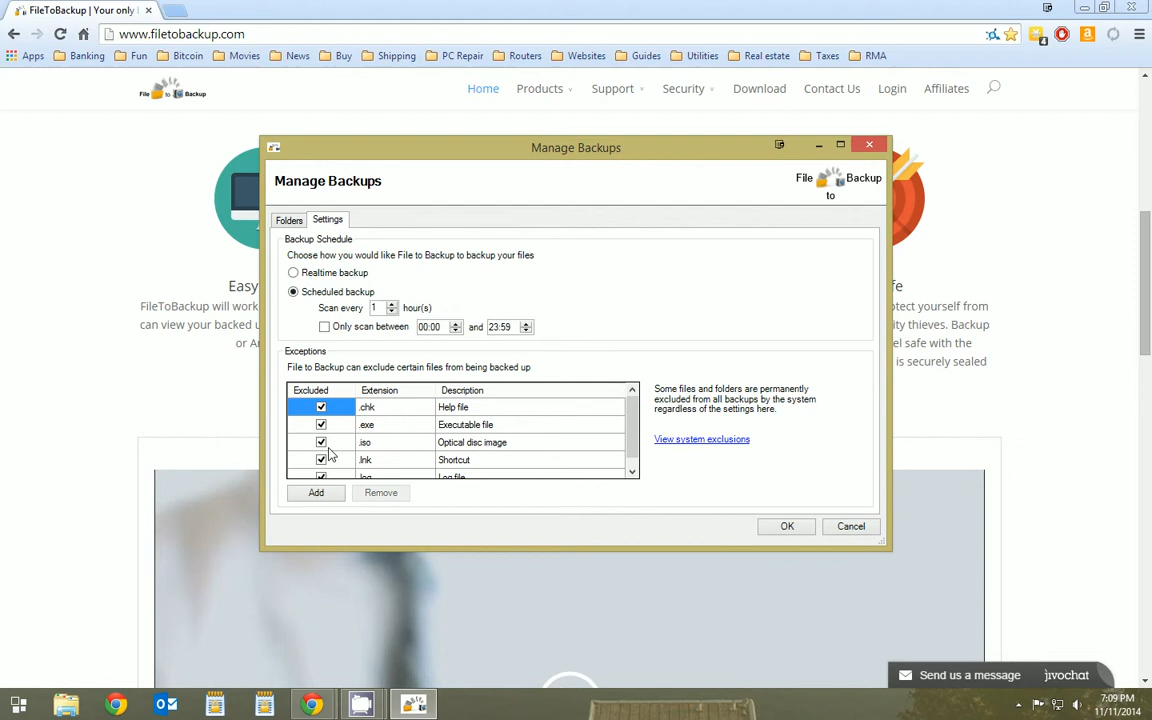 FileToBackup | Your only l
www.filetobackup.com
4
Apps Banking Fun Bitcoin Movies News Buy Shipping PC Repair Routers Websites Guides Utilities Real estate Taxes RMA
File to Backup
Home Products Support Security Download Contact Us Login Affiliates
Manage Backups
Manage Backups
File to Backup
Folders Settings
Backup Schedule
Choose how you would like File to Backup to backup your files
Realtime backup
Scheduled backup
Scan every 1 hour(s)
Only scan between 00:00 and 23:59
Exceptions
File to Backup can exclude certain files from being backed up
Excluded Extension Description
.chk Help file
.exe Executable file
.iso Optical disc image
.lnk Shortcut
.log Log file
Some files and folders are permanently
excluded from all backups by the system
regardless of the settings here.
View system exclusions
Add Remove
OK Cancel
Easy
FileToBackup will work
can view your backed u
or An
fe
otect yourself from
ity thieves. Backup
el safe with the
is securely sealed
Send us a message jivochat
7:09 PM
11/11/2014